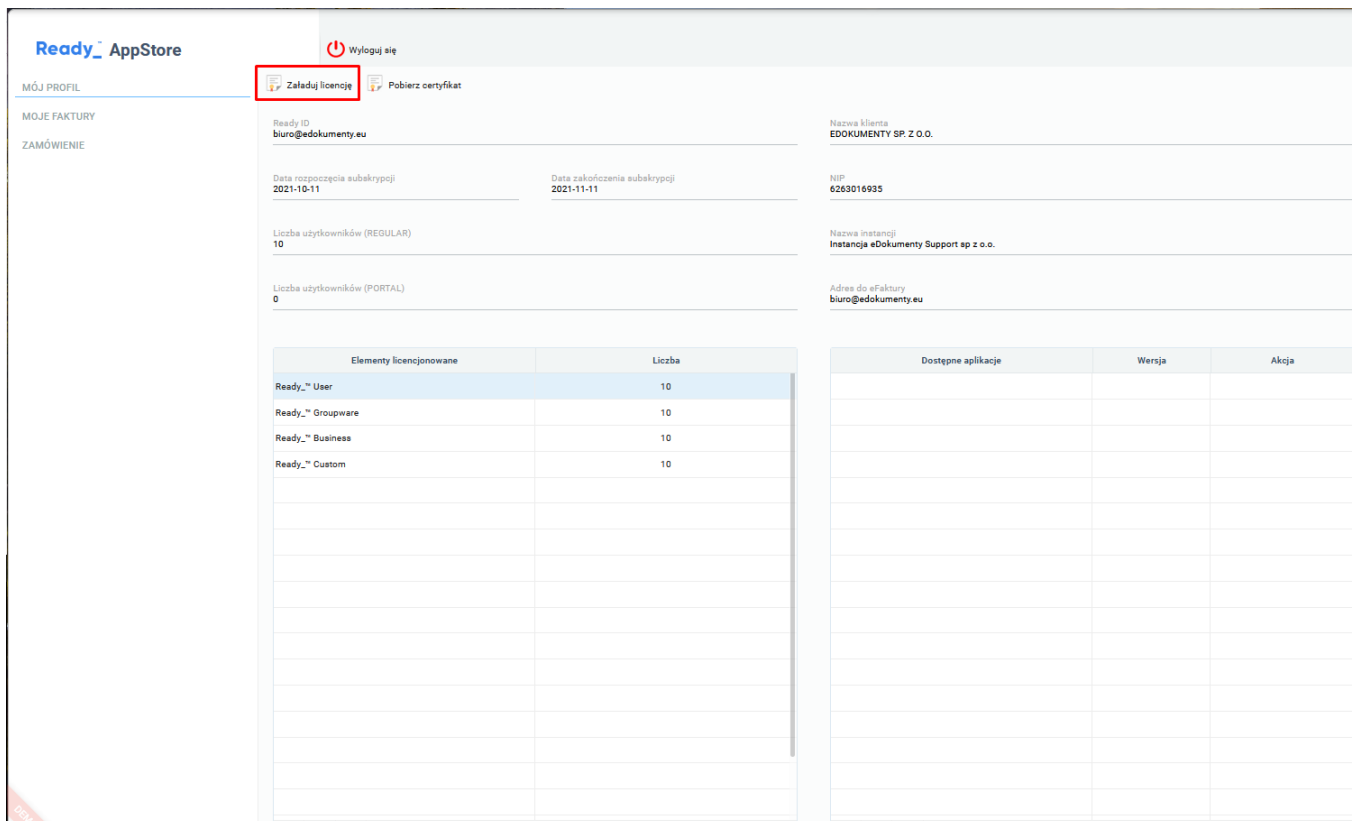 Ready_™ AppStore
Wyloguj się
MÓJ PROFIL
MOJE FAKTURY
ZAMÓWIENIE
Załaduj licencję
Pobierz certyfikat
Ready ID
biuro@edokumenty.eu
Nazwa klienta
EDOKUMENTY SP. Z O.O.
Data rozpoczęcia subskrypcji
2021-10-11
Data zakończenia subskrypcji
2021-11-11
NIP
6263016935
Liczba użytkowników (REGULAR)
10
Nazwa instancji
Instancja eDokumenty Support sp z o.o.
Liczba użytkowników (PORTAL)
0
Adres do eFaktury
biuro@edokumenty.eu
Elementy licencjonowane Liczba
Ready_™ User 10
Ready_™ Groupware 10
Ready_™ Business 10
Ready_™ Custom 10
Dostępne aplikacje Wersja Akcja